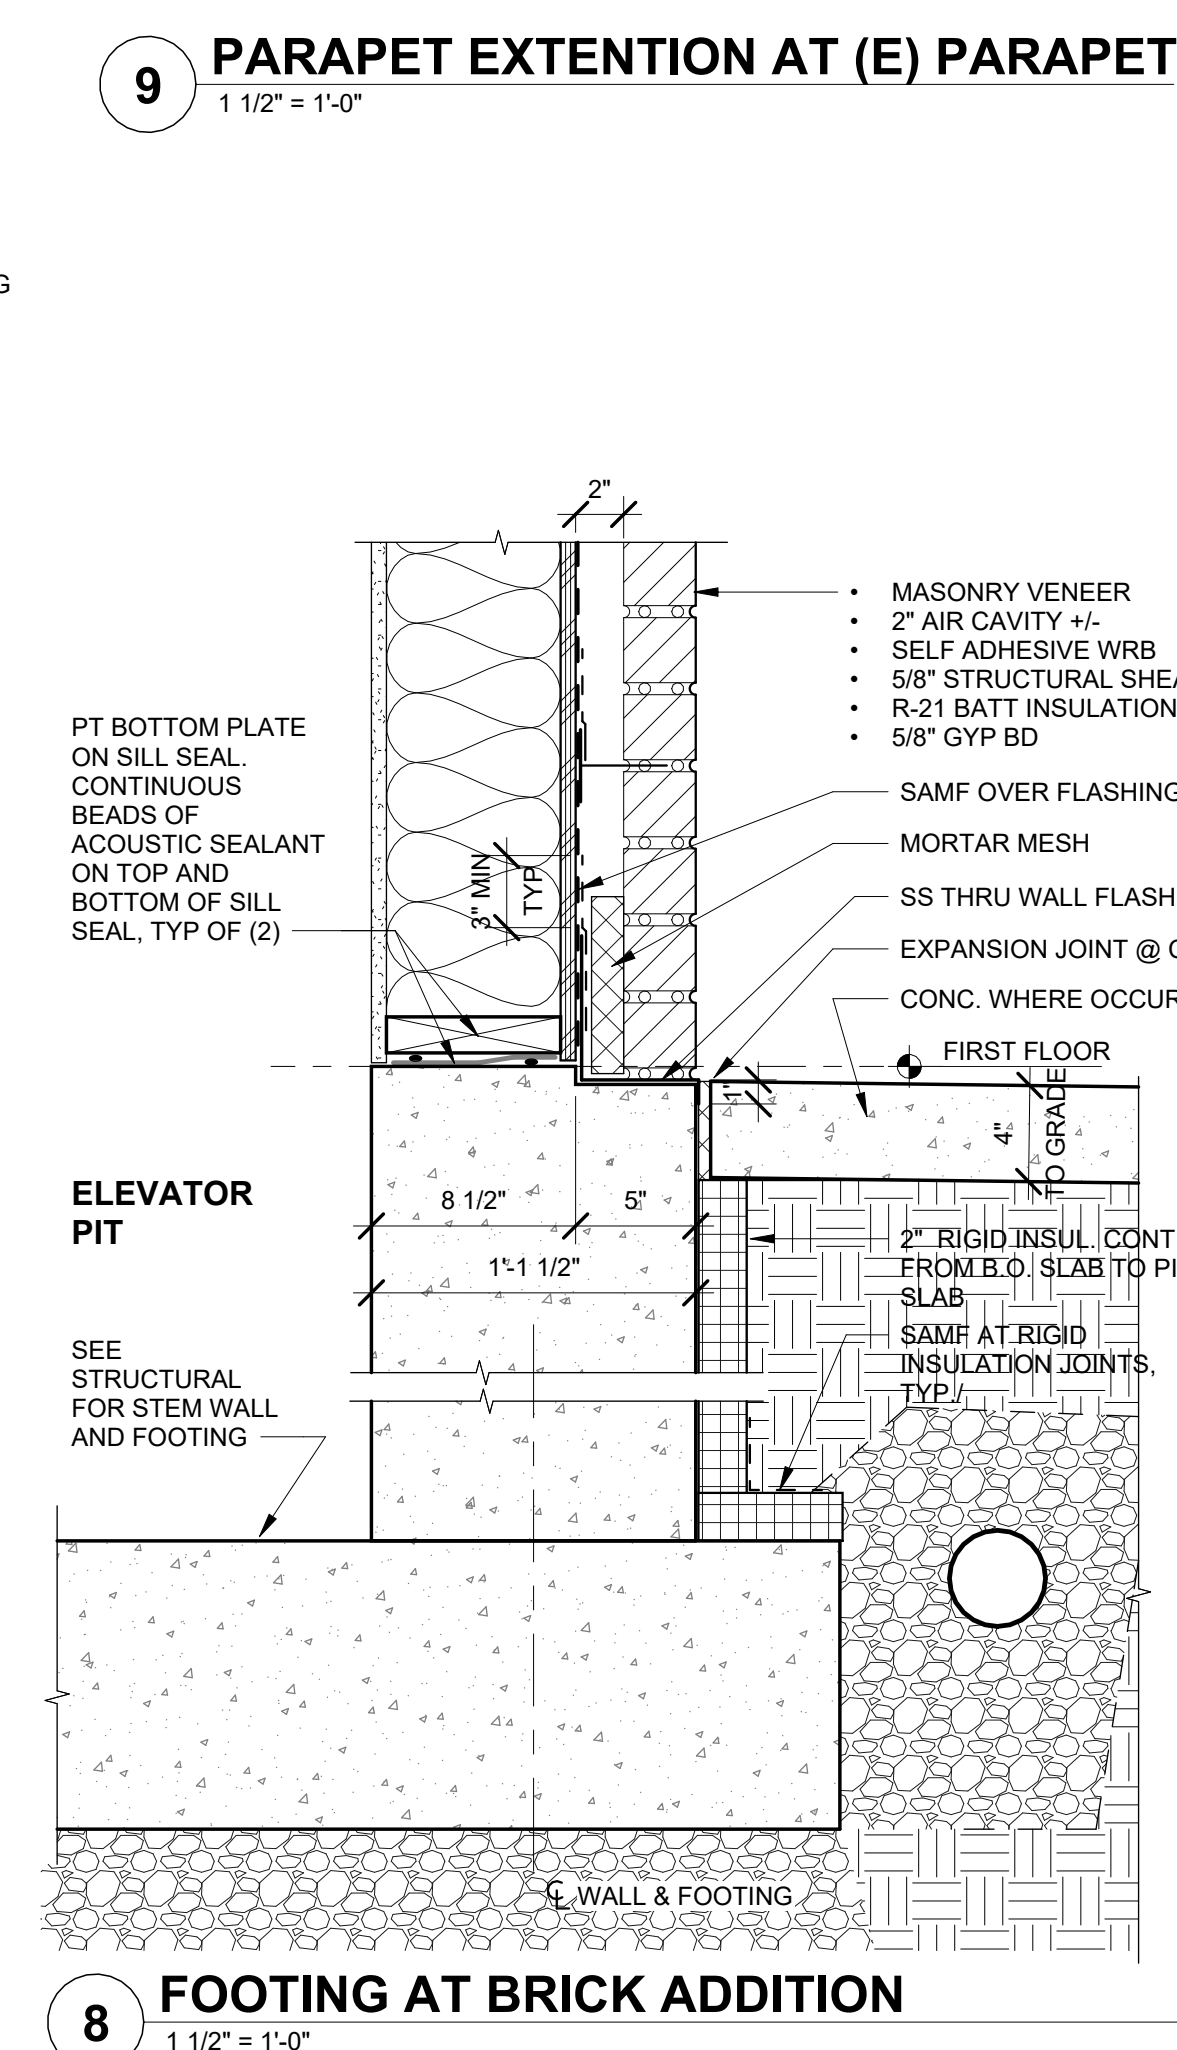 9
PARAPET EXTENTION AT (E) PARAPET
1 1/2" = 1'-0"
G
2"
• MASONRY VENEER
• 2" AIR CAVITY +/-
• SELF ADHESIVE WRB
• 5/8" STRUCTURAL SHEA
• R-21 BATT INSULATION
• 5/8" GYP BD
PT BOTTOM PLATE
ON SILL SEAL.
CONTINUOUS
BEADS OF
ACOUSTIC SEALANT
ON TOP AND
BOTTOM OF SILL
SEAL, TYP OF (2)
3" MIN
TYP
SAMF OVER FLASHING
MORTAR MESH
SS THRU WALL FLASH
EXPANSION JOINT @
CONC. WHERE OCCUR
FIRST FLOOR
1"
4"
TO GRADE
ELEVATOR
PIT
8 1/2"
5"
1'-1 1/2"
2" RIGID INSUL. CONT
FROM B.O. SLAB TO PI
SLAB
SAMF AT RIGID
INSULATION JOINTS,
TYP./
SEE
STRUCTURAL
FOR STEM WALL
AND FOOTING
℄ WALL & FOOTING
8
FOOTING AT BRICK ADDITION
1 1/2" = 1'-0"